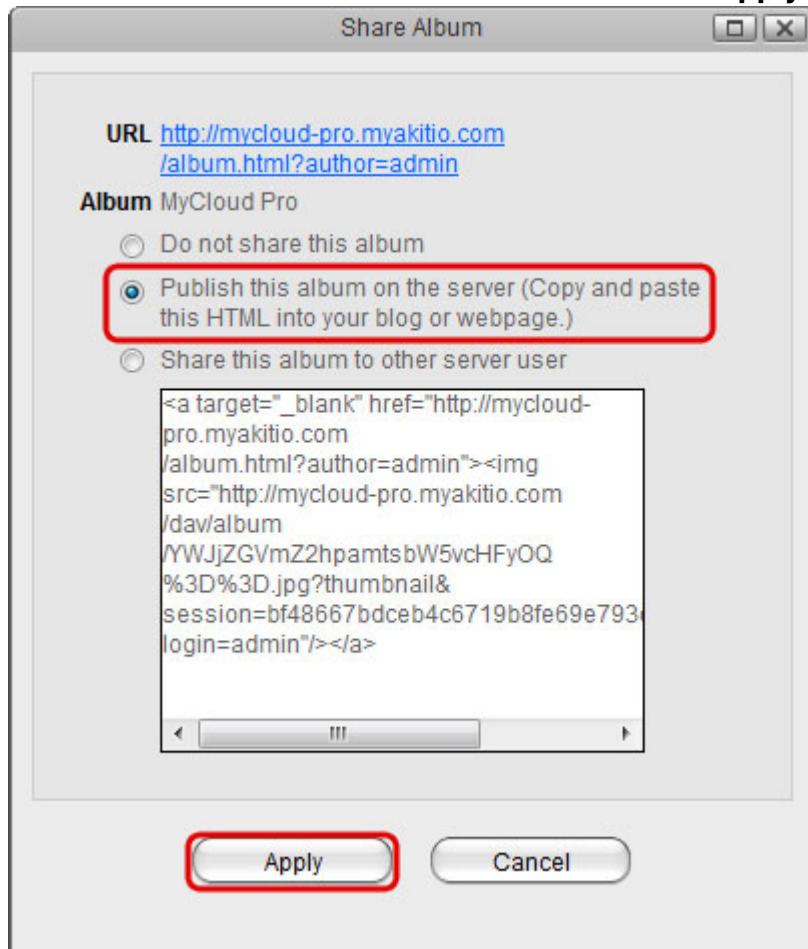 Share Album
URL http://mycloud-pro.myakitio.com
/album.html?author=admin
Album MyCloud Pro
Do not share this album
Publish this album on the server (Copy and paste
this HTML into your blog or webpage.)
Share this album to other server user
<a target="_blank" href="http://mycloud-
pro.myakitio.com
/album.html?author=admin"><img
src="http://mycloud-pro.myakitio.com
/dav/album
/YWJjZGVmZ2hpamtsbW5vcHFyOQ
%3D%3D.jpg?thumbnail&
session=bf48667bdceb4c6719b8fe69e793
login=admin"/></a>
Apply Cancel